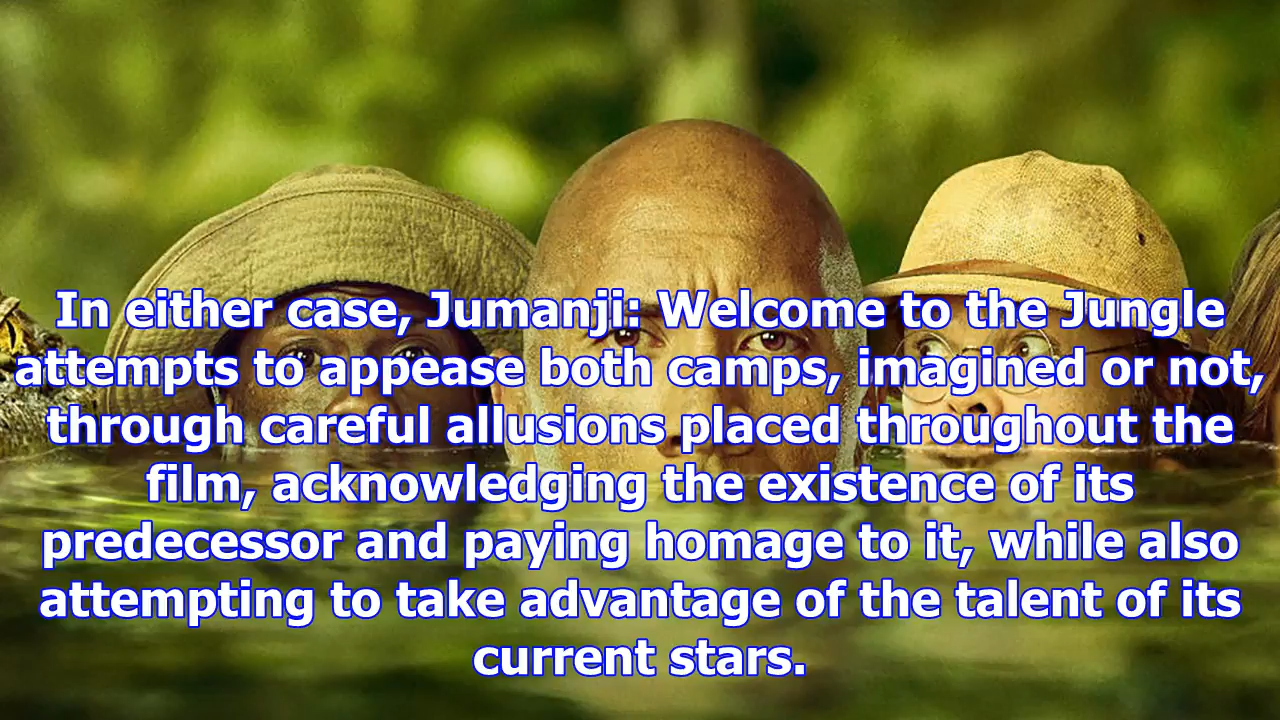 In either case, Jumanji: Welcome to the Jungle
attempts to appease both camps, imagined or not,
through careful allusions placed throughout the
film, acknowledging the existence of its
predecessor and paying homage to it, while also
attempting to take advantage of the talent of its
current stars.